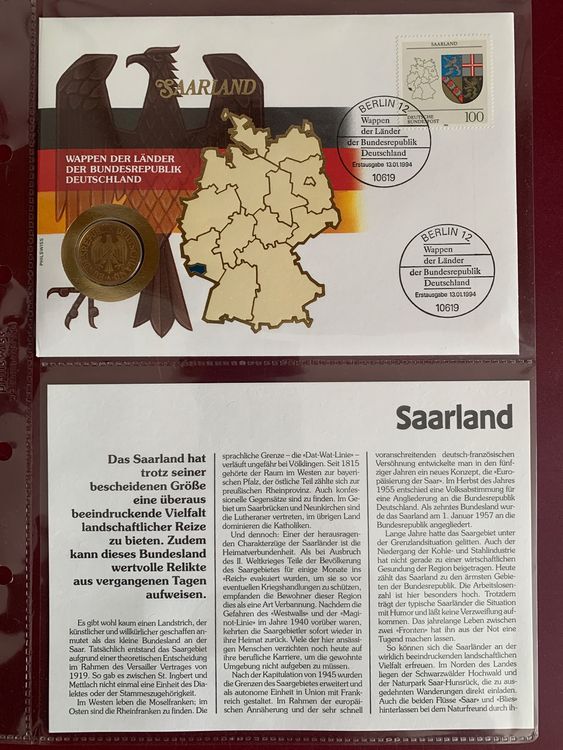 SAARLAND
SAARLAND
DEUTSCHE
BUNDESPOST
100
BERLIN 12
Wappen
der Länder
der Bundesrepublik
Deutschland
Erstausgabe 13.01.1994
10619
WAPPEN DER LÄNDER
DER BUNDESREPUBLIK
DEUTSCHLAND
PHILSWISS
BERLIN 12
Wappen
der Länder
der Bundesrepublik
Deutschland
Erstausgabe 13.01.1994
10619
Saarland
Das Saarland hat
trotz seiner
bescheidenen Größe
eine überaus
beeindruckende Vielfalt
landschaftlicher Reize
zu bieten. Zudem
kann dieses Bundesland
wertvolle Relikte
aus vergangenen Tagen
aufweisen.
Es gibt wohl kaum einen Landstrich, der
künstlicher und willkürlicher geschaffen an-
mutet als das kleine Bundesland an der
Saar. Tatsächlich entstand das Saargebiet
aufgrund einer theoretischen Entscheidung
im Rahmen des Versailler Vertrages von
1919. So gab es zwischen St. Ingbert und
Mettlach nicht einmal eine Einheit des Dia-
lektes oder der Stammeszugehörigkeit.
Im Westen leben die Moselfranken; im
Osten sind die Rheinfranken zu finden. Die
sprachliche Grenze – die «Dat-Wat-Linie» –
verläuft ungefähr bei Völklingen. Seit 1815
gehörte der Raum im Westen zur bayeri-
schen Pfalz, der östliche Teil zählte sich zur
preußischen Rheinprovinz. Auch konfes-
sionelle Gegensätze sind zu finden. Im Ge-
biet um Saarbrücken und Neunkirchen sind
die Lutheraner vertreten, im übrigen Land
dominieren die Katholiken.
Und dennoch: Einer der herausragen-
den Charakterzüge der Saarländer ist die
Heimatverbundenheit. Als bei Ausbruch
des II. Weltkrieges Teile der Bevölkerung
des Saargebietes für einige Monate ins
«Reich» evakuiert wurden, um sie so vor
eventuellen Kriegshandlungen zu schützen,
empfanden die Bewohner dieser Region
dies als eine Art Verbannung. Nachdem die
Gefahren des «Westwalls» und der «Magi-
not-Linie» im Jahre 1940 vorüber waren,
kehrten die Saargebietler sofort wieder in
ihre Heimat zurück. Viele der hier ansässi-
gen Menschen verzichten noch heute auf
ihre berufliche Karriere, um die gewohnte
Umgebung nicht aufgeben zu müssen.
Nach der Kapitulation von 1945 wurden
die Grenzen des Saargebietes erweitert und
als autonome Einheit in Union mit Frank-
reich gestaltet. Im Rahmen der europäi-
schen Annäherung und der sehr schnell
voranschreitenden deutsch-französischen
Versöhnung entwickelte man in den fünf-
ziger Jahren ein neues Konzept, die «Euro-
päisierung der Saar». Im Herbst des Jahres
1955 entschied eine Volksabstimmung für
eine Angliederung an die Bundesrepublik
Deutschland. Als zehntes Bundesland wur-
de das Saarland am 1. Januar 1957 an die
Bundesrepublik angegliedert.
Lange Jahre hatte das Saargebiet unter
der Grenzlandsituation gelitten. Auch der
Niedergang der Kohle- und Stahlindustrie
hat nicht gerade zu einer wirtschaftlichen
Gesundung der Region beigetragen. Heute
zählt das Saarland zu den ärmsten Gebie-
ten der Bundesrepublik. Die Arbeitslosen-
zahl ist hier besonders hoch. Trotzdem
trägt der typische Saarländer die Situation
mit Humor und läßt keine Verzweiflung auf-
kommen. Das jahrelange Leben zwischen
zwei «Fronten» hat ihn aus der Not eine
Tugend machen lassen.
So können sich die Saarländer an der
wirklich beeindruckenden landschaftlichen
Vielfalt erfreuen. Im Norden des Landes
liegen der Schwarzwälder Hochwald und
der Naturpark Saar-Hunsrück, die zu aus-
gedehnten Wanderungen direkt einladen.
Auch die beiden Flüsse «Saar» und «Blies»
hinterlassen bei dem Naturfreund durch ih-